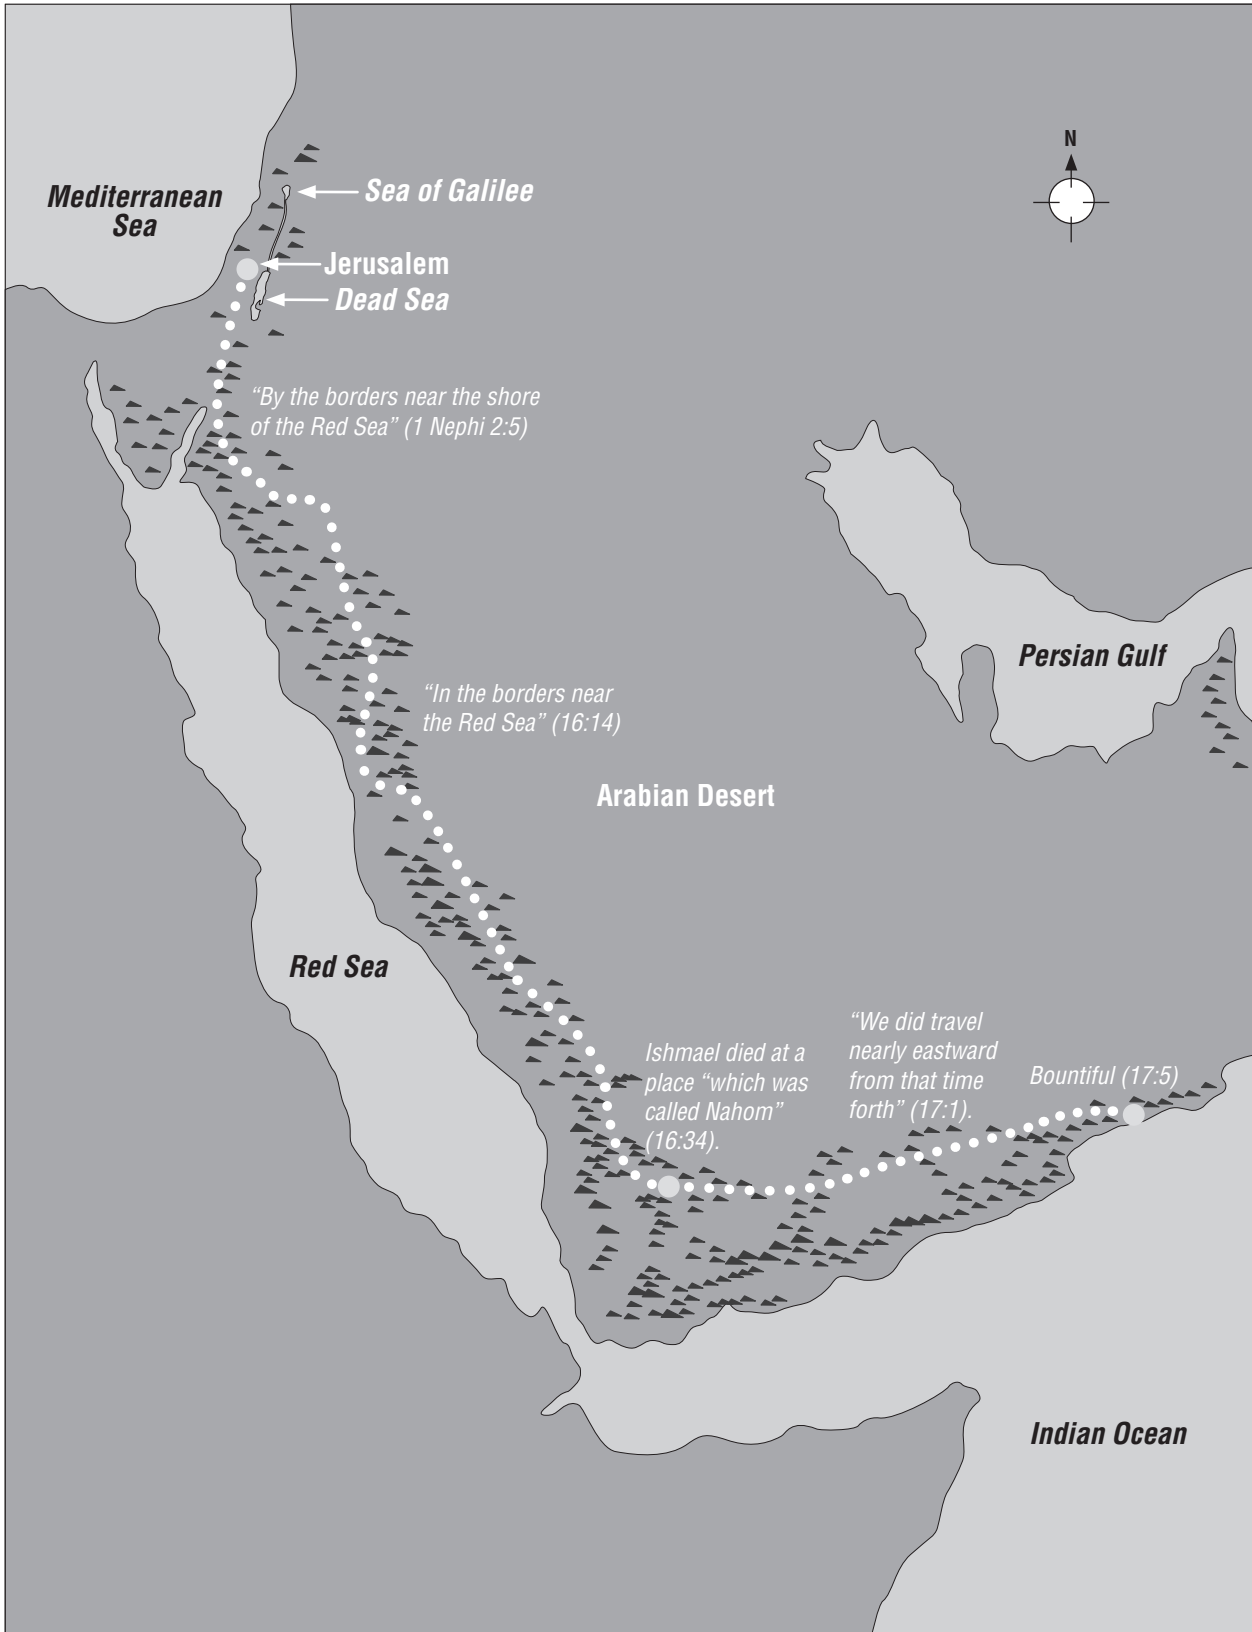 N
Mediterranean
Sea
Sea of Galilee
Jerusalem
Dead Sea
“By the borders near the shore
of the Red Sea” (1 Nephi 2:5)
Persian Gulf
“In the borders near
the Red Sea” (16:14)
Arabian Desert
Red Sea
Ishmael died at a
place “which was
called Nahom”
(16:34).
“We did travel
nearly eastward
from that time
forth” (17:1).
Bountiful (17:5)
Indian Ocean